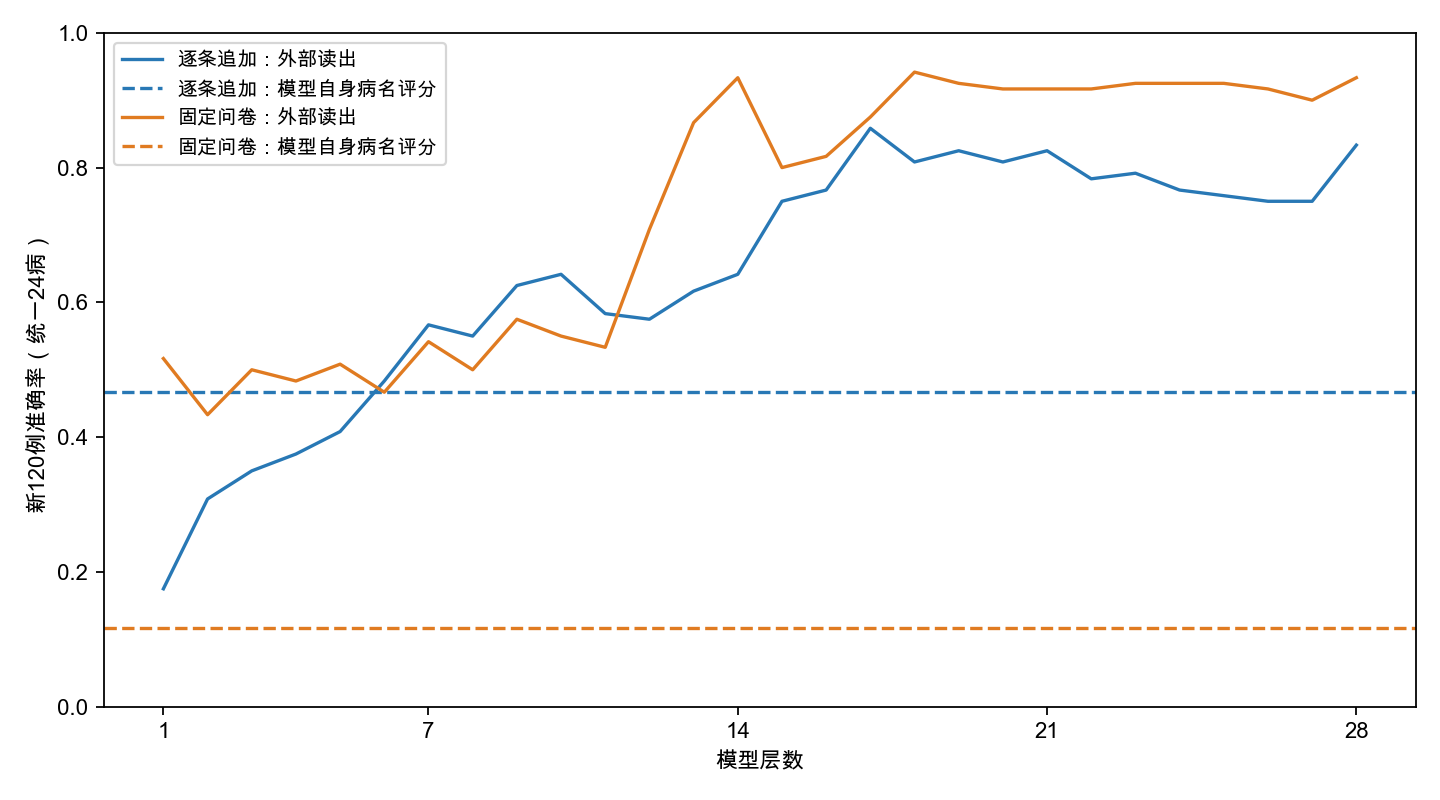 逐条追加：外部读出
逐条追加：模型自身病名评分
固定问卷：外部读出
固定问卷：模型自身病名评分
新120例准确率（统一24病）
1.0
0.8
0.6
0.4
0.2
0.0
1 7 14 21 28
模型层数